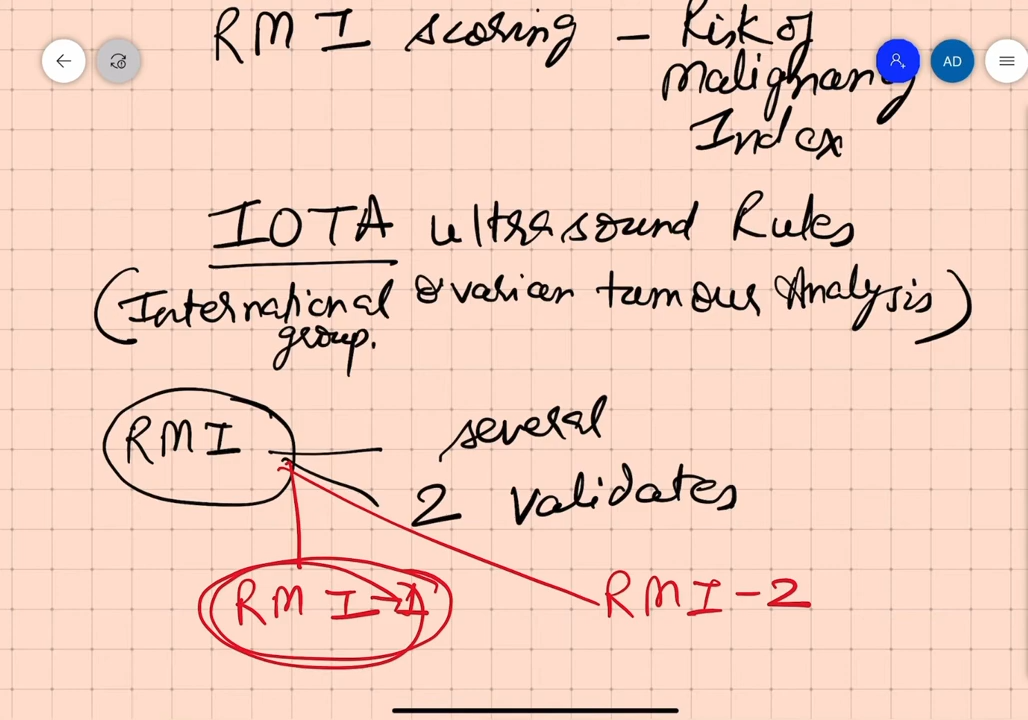 RMI scoring - Risk of
Malignancy
Index
IOTA ultrasound Rules
(International Ovarian tumour Analysis)
group.
RMI
several
2 validates
RMI-1
RMI-2
AD